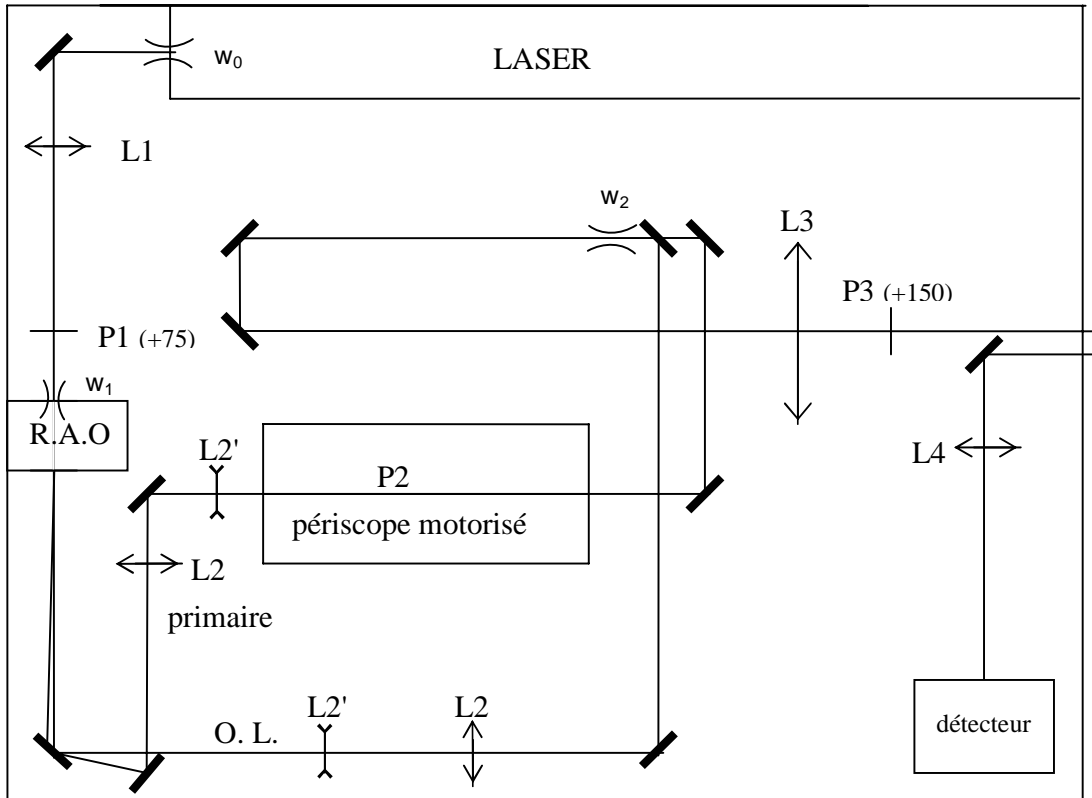 w₀
LASER
L1
w₂
L3
P3 (+150)
P1 (+75)
w₁
R.A.O
L2'
P2
périscope motorisé
L4
L2
primaire
L2'
L2
O. L.
détecteur